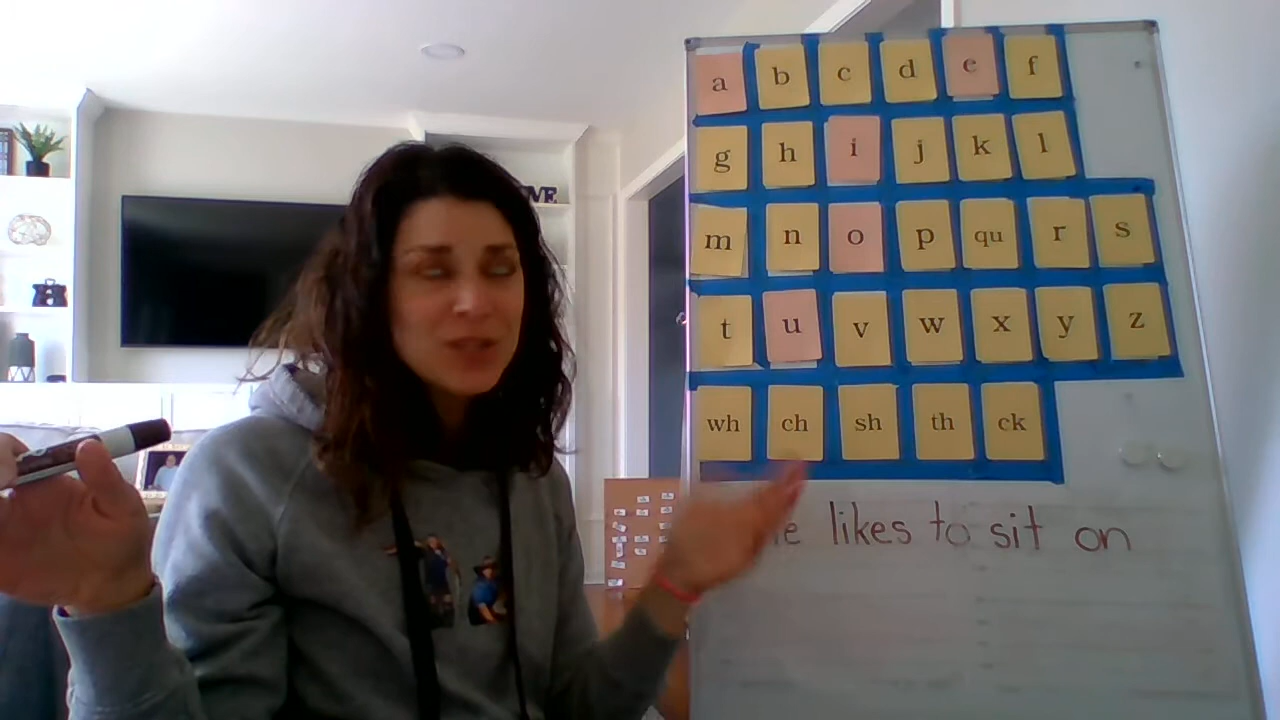 a b c d e f
g h i j k l
m n o p qu r s
t u v w x y z
wh ch sh th ck
likes to sit on